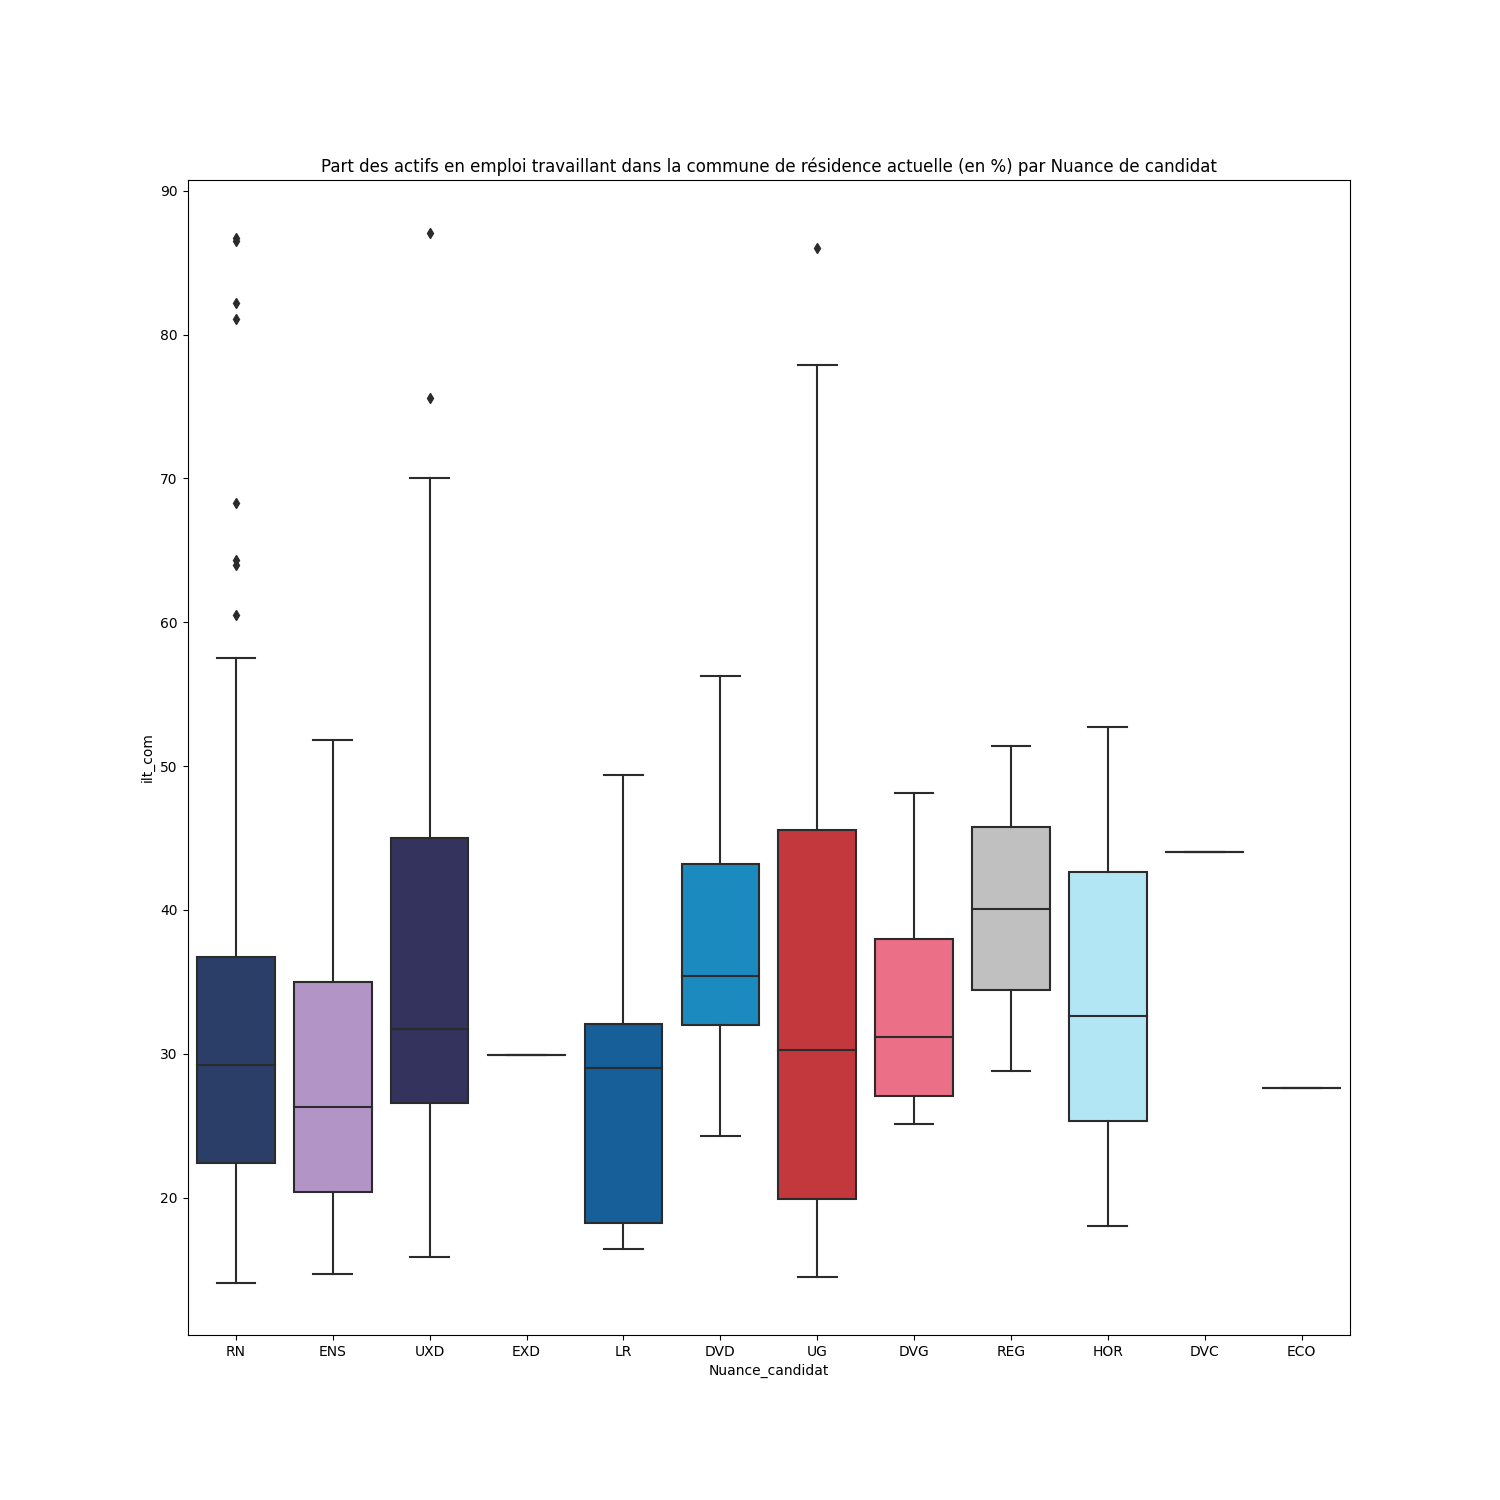 Part des actifs en emploi travaillant dans la commune de résidence actuelle (en %) par Nuance de candidat
90
80
70
60
50
40
30
20
ilt_com
RN ENS UXD EXD LR DVD UG DVG REG HOR DVC ECO
Nuance_candidat